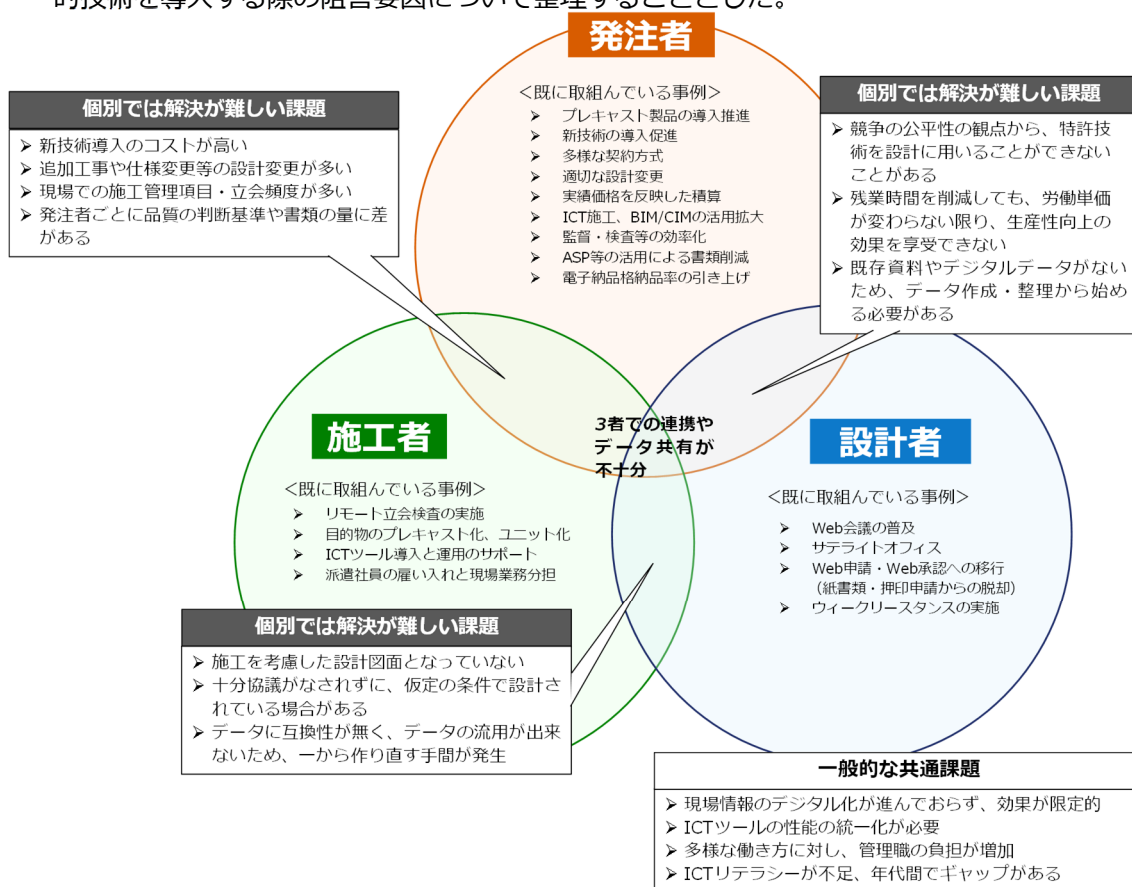 的技術を導入する際の阻害要因について整理することとした。
発注者
<既に取組んでいる事例>
➢ プレキャスト製品の導入推進
➢ 新技術の導入促進
➢ 多様な契約方式
➢ 適切な設計変更
➢ 実績価格を反映した積算
➢ ICT施工、BIM/CIMの活用拡大
➢ 監督・検査等の効率化
➢ ASP等の活用による書類削減
➢ 電子納品格納品率の引き上げ
個別では解決が難しい課題
➢ 新技術導入のコストが高い
➢ 追加工事や仕様変更等の設計変更が多い
➢ 現場での施工管理項目・立会頻度が多い
➢ 発注者ごとに品質の判断基準や書類の量に差
がある
個別では解決が難しい課題
➢ 競争の公平性の観点から、特許技
術を設計に用いることができない
ことがある
➢ 残業時間を削減しても、労働単価
が変わらない限り、生産性向上の
効果を享受できない
➢ 既存資料やデジタルデータがない
ため、データ作成・整理から始め
る必要がある
3者での連携や
データ共有が
不十分
施工者
<既に取組んでいる事例>
➢ リモート立会検査の実施
➢ 目的物のプレキャスト化、ユニット化
➢ ICTツール導入と運用のサポート
➢ 派遣社員の雇い入れと現場業務分担
設計者
<既に取組んでいる事例>
➢ Web会議の普及
➢ サテライトオフィス
➢ Web申請・Web承認への移行
(紙書類・押印申請からの脱却)
➢ ウィークリースタンスの実施
個別では解決が難しい課題
➢ 施工を考慮した設計図面となっていない
➢ 十分協議がなされずに、仮定の条件で設計さ
れている場合がある
➢ データに互換性が無く、データの流用が出来
ないため、一から作り直す手間が発生
一般的な共通課題
➢ 現場情報のデジタル化が進んでおらず、効果が限定的
➢ ICTツールの性能の統一化が必要
➢ 多様な働き方に対し、管理職の負担が増加
➢ ICTリテラシーが不足、年代間でギャップがある